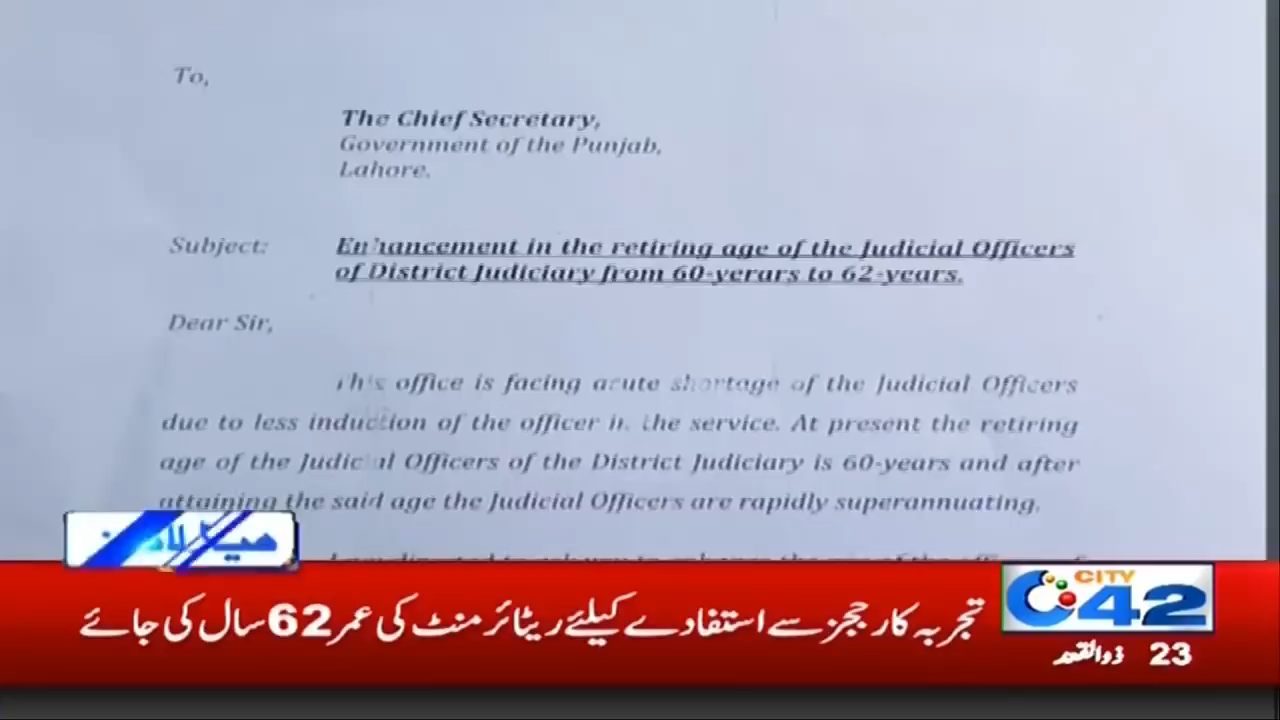 To,
The Chief Secretary,
Government of the Punjab,
Lahore.
Subject: Enhancement in the retiring age of the Judicial Officers
of District Judiciary from 60-yerars to 62-years.
Dear Sir,
This office is facing acute shortage of the Judicial Officers
due to less induction of the officer in the service. At present the retiring
age of the Judicial Officers of the District Judiciary is 60-years and after
attaining the said age the Judicial Officers are rapidly superannuating.
ہیڈلائنز
CITY
42
تجربہ کار ججز سے استفادے کیلئے ریٹائرمنٹ کی عمر 62 سال کی جائے
23 ذوالقعد